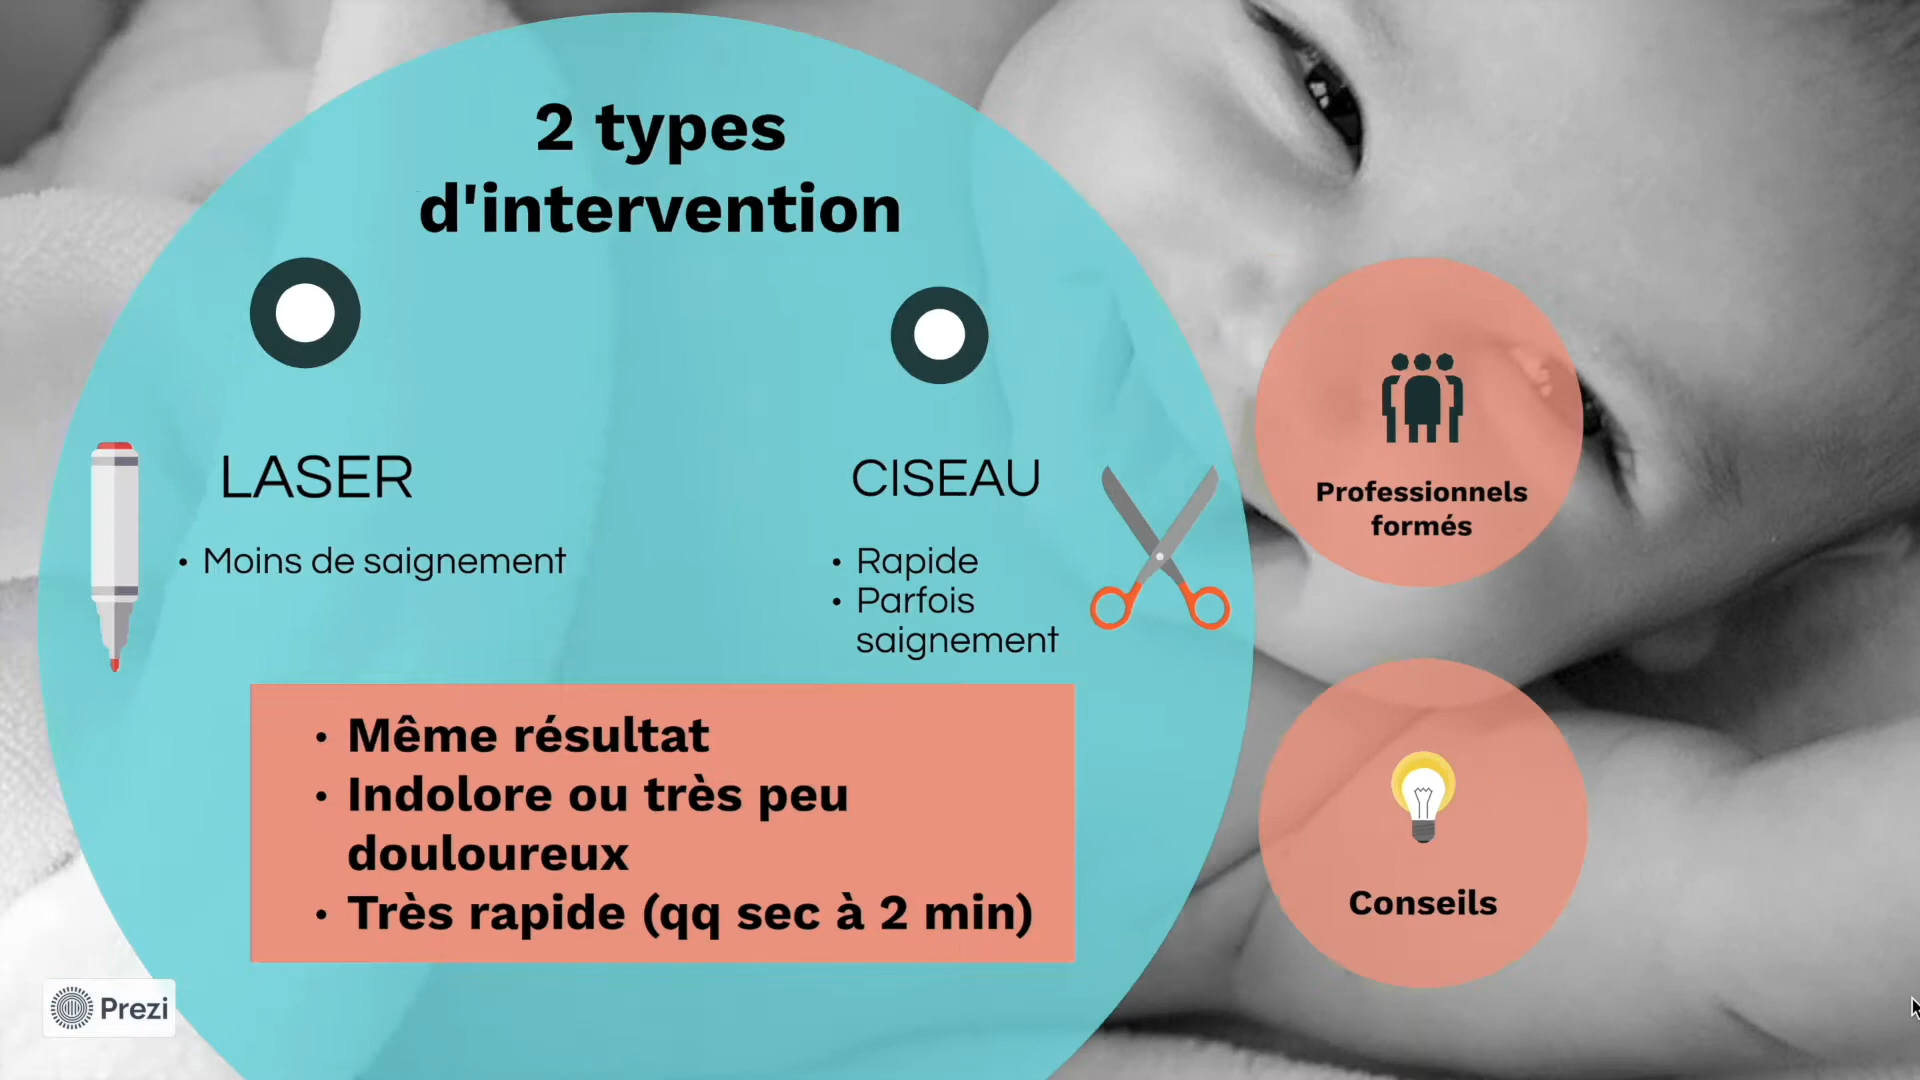 2 types
d'intervention
LASER
• Moins de saignement
CISEAU
• Rapide
• Parfois
saignement
• Même résultat
• Indolore ou très peu
douloureux
• Très rapide (qq sec à 2 min)
Professionnels
formés
Conseils
Prezi